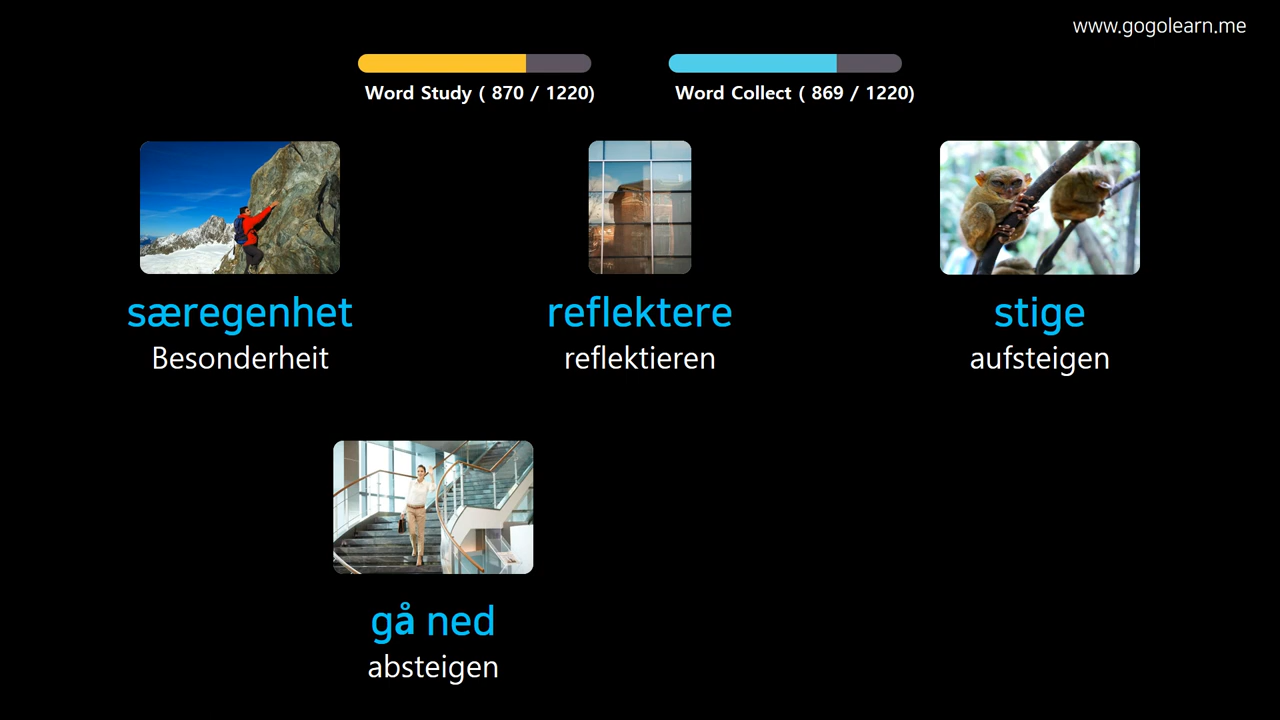 www.gogolearn.me
Word Study ( 870 / 1220)
Word Collect ( 869 / 1220)
særegenhet
Besonderheit
reflektere
reflektieren
stige
aufsteigen
gå ned
absteigen